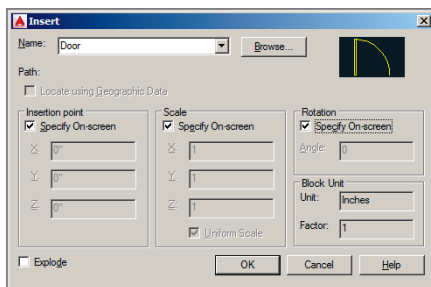 Insert
Name: Door Browse...
Path:
Locate using Geographic Data
Insertion point Scale Rotation
Specify On-screen Specify On-screen Specify On-screen
X: 0" X: 1 Angle: 0
Y: 0" Y: 1
Block Unit
Unit: Inches
Z: 0" Z: 1
Factor: 1
Uniform Scale
Explode OK Cancel Help